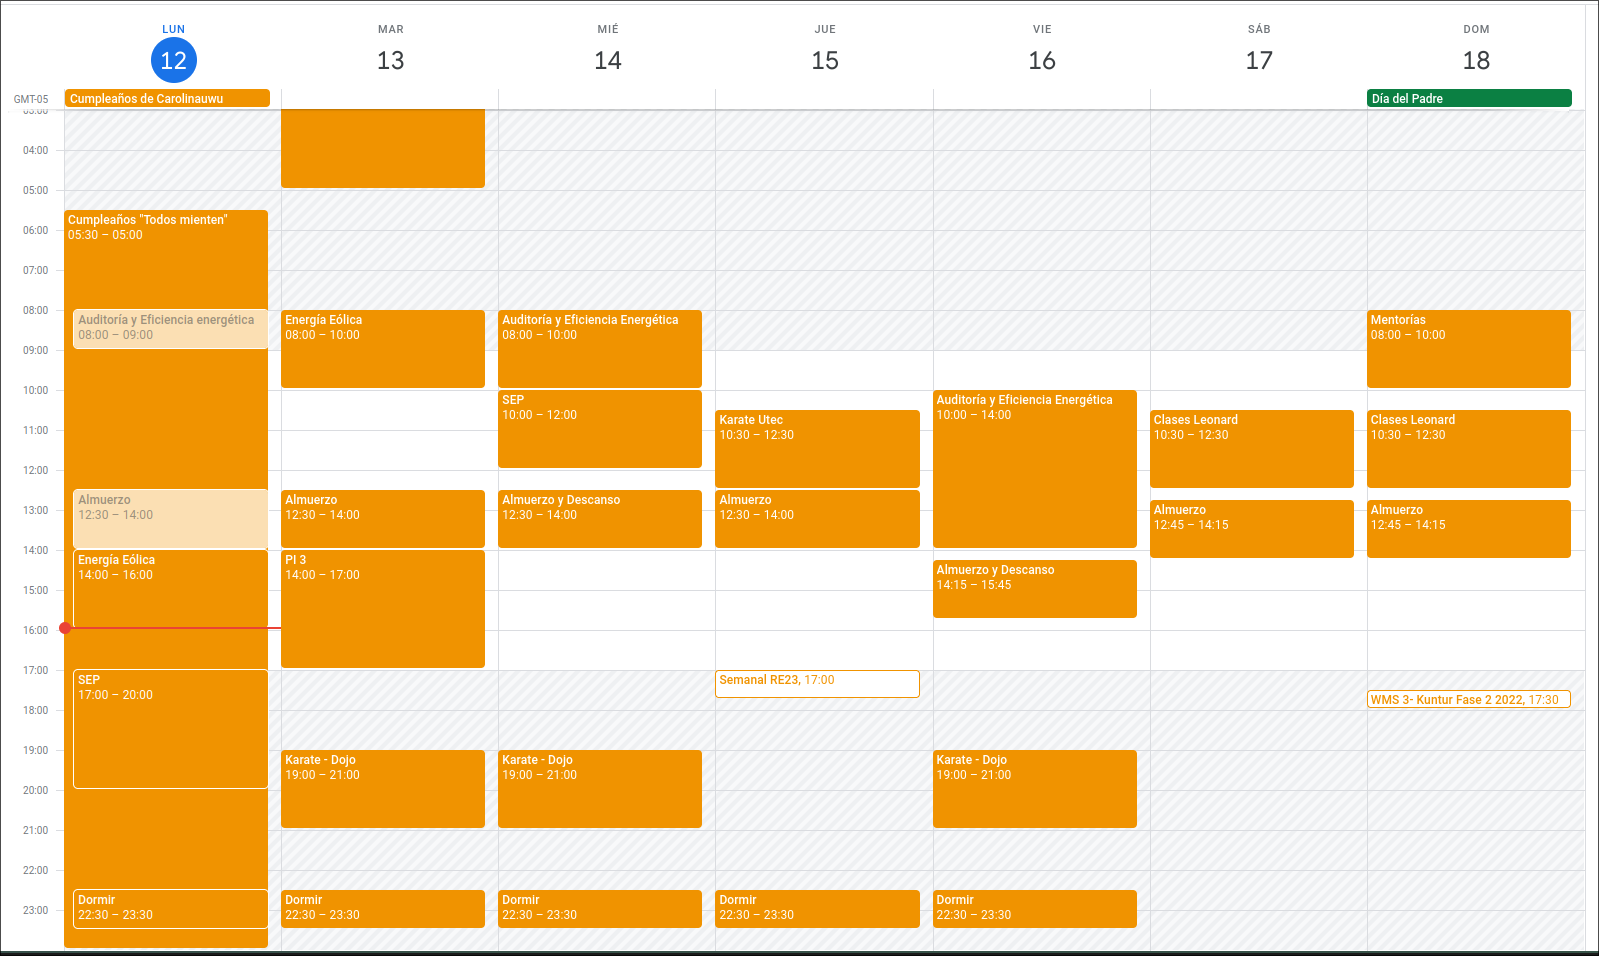 LUN
12
MAR
13
MIÉ
14
JUE
15
VIE
16
SÁB
17
DOM
18
GMT-05
Cumpleaños de Carolinauwu
Día del Padre
03:00
04:00
05:00
06:00
07:00
08:00
09:00
10:00
11:00
12:00
13:00
14:00
15:00
16:00
17:00
18:00
19:00
20:00
21:00
22:00
23:00
Cumpleaños "Todos mienten"
05:30 – 05:00
Auditoría y Eficiencia energética
08:00 – 09:00
Almuerzo
12:30 – 14:00
Energía Eólica
14:00 – 16:00
SEP
17:00 – 20:00
Dormir
22:30 – 23:30
Energía Eólica
08:00 – 10:00
Almuerzo
12:30 – 14:00
PI 3
14:00 – 17:00
Karate - Dojo
19:00 – 21:00
Dormir
22:30 – 23:30
Auditoría y Eficiencia Energética
08:00 – 10:00
SEP
10:00 – 12:00
Almuerzo y Descanso
12:30 – 14:00
Karate - Dojo
19:00 – 21:00
Dormir
22:30 – 23:30
Karate Utec
10:30 – 12:30
Almuerzo
12:30 – 14:00
Semanal RE23, 17:00
Dormir
22:30 – 23:30
Auditoría y Eficiencia Energética
10:00 – 14:00
Almuerzo y Descanso
14:15 – 15:45
Karate - Dojo
19:00 – 21:00
Dormir
22:30 – 23:30
Clases Leonard
10:30 – 12:30
Almuerzo
12:45 – 14:15
Mentorías
08:00 – 10:00
Clases Leonard
10:30 – 12:30
Almuerzo
12:45 – 14:15
WMS 3- Kuntur Fase 2 2022, 17:30